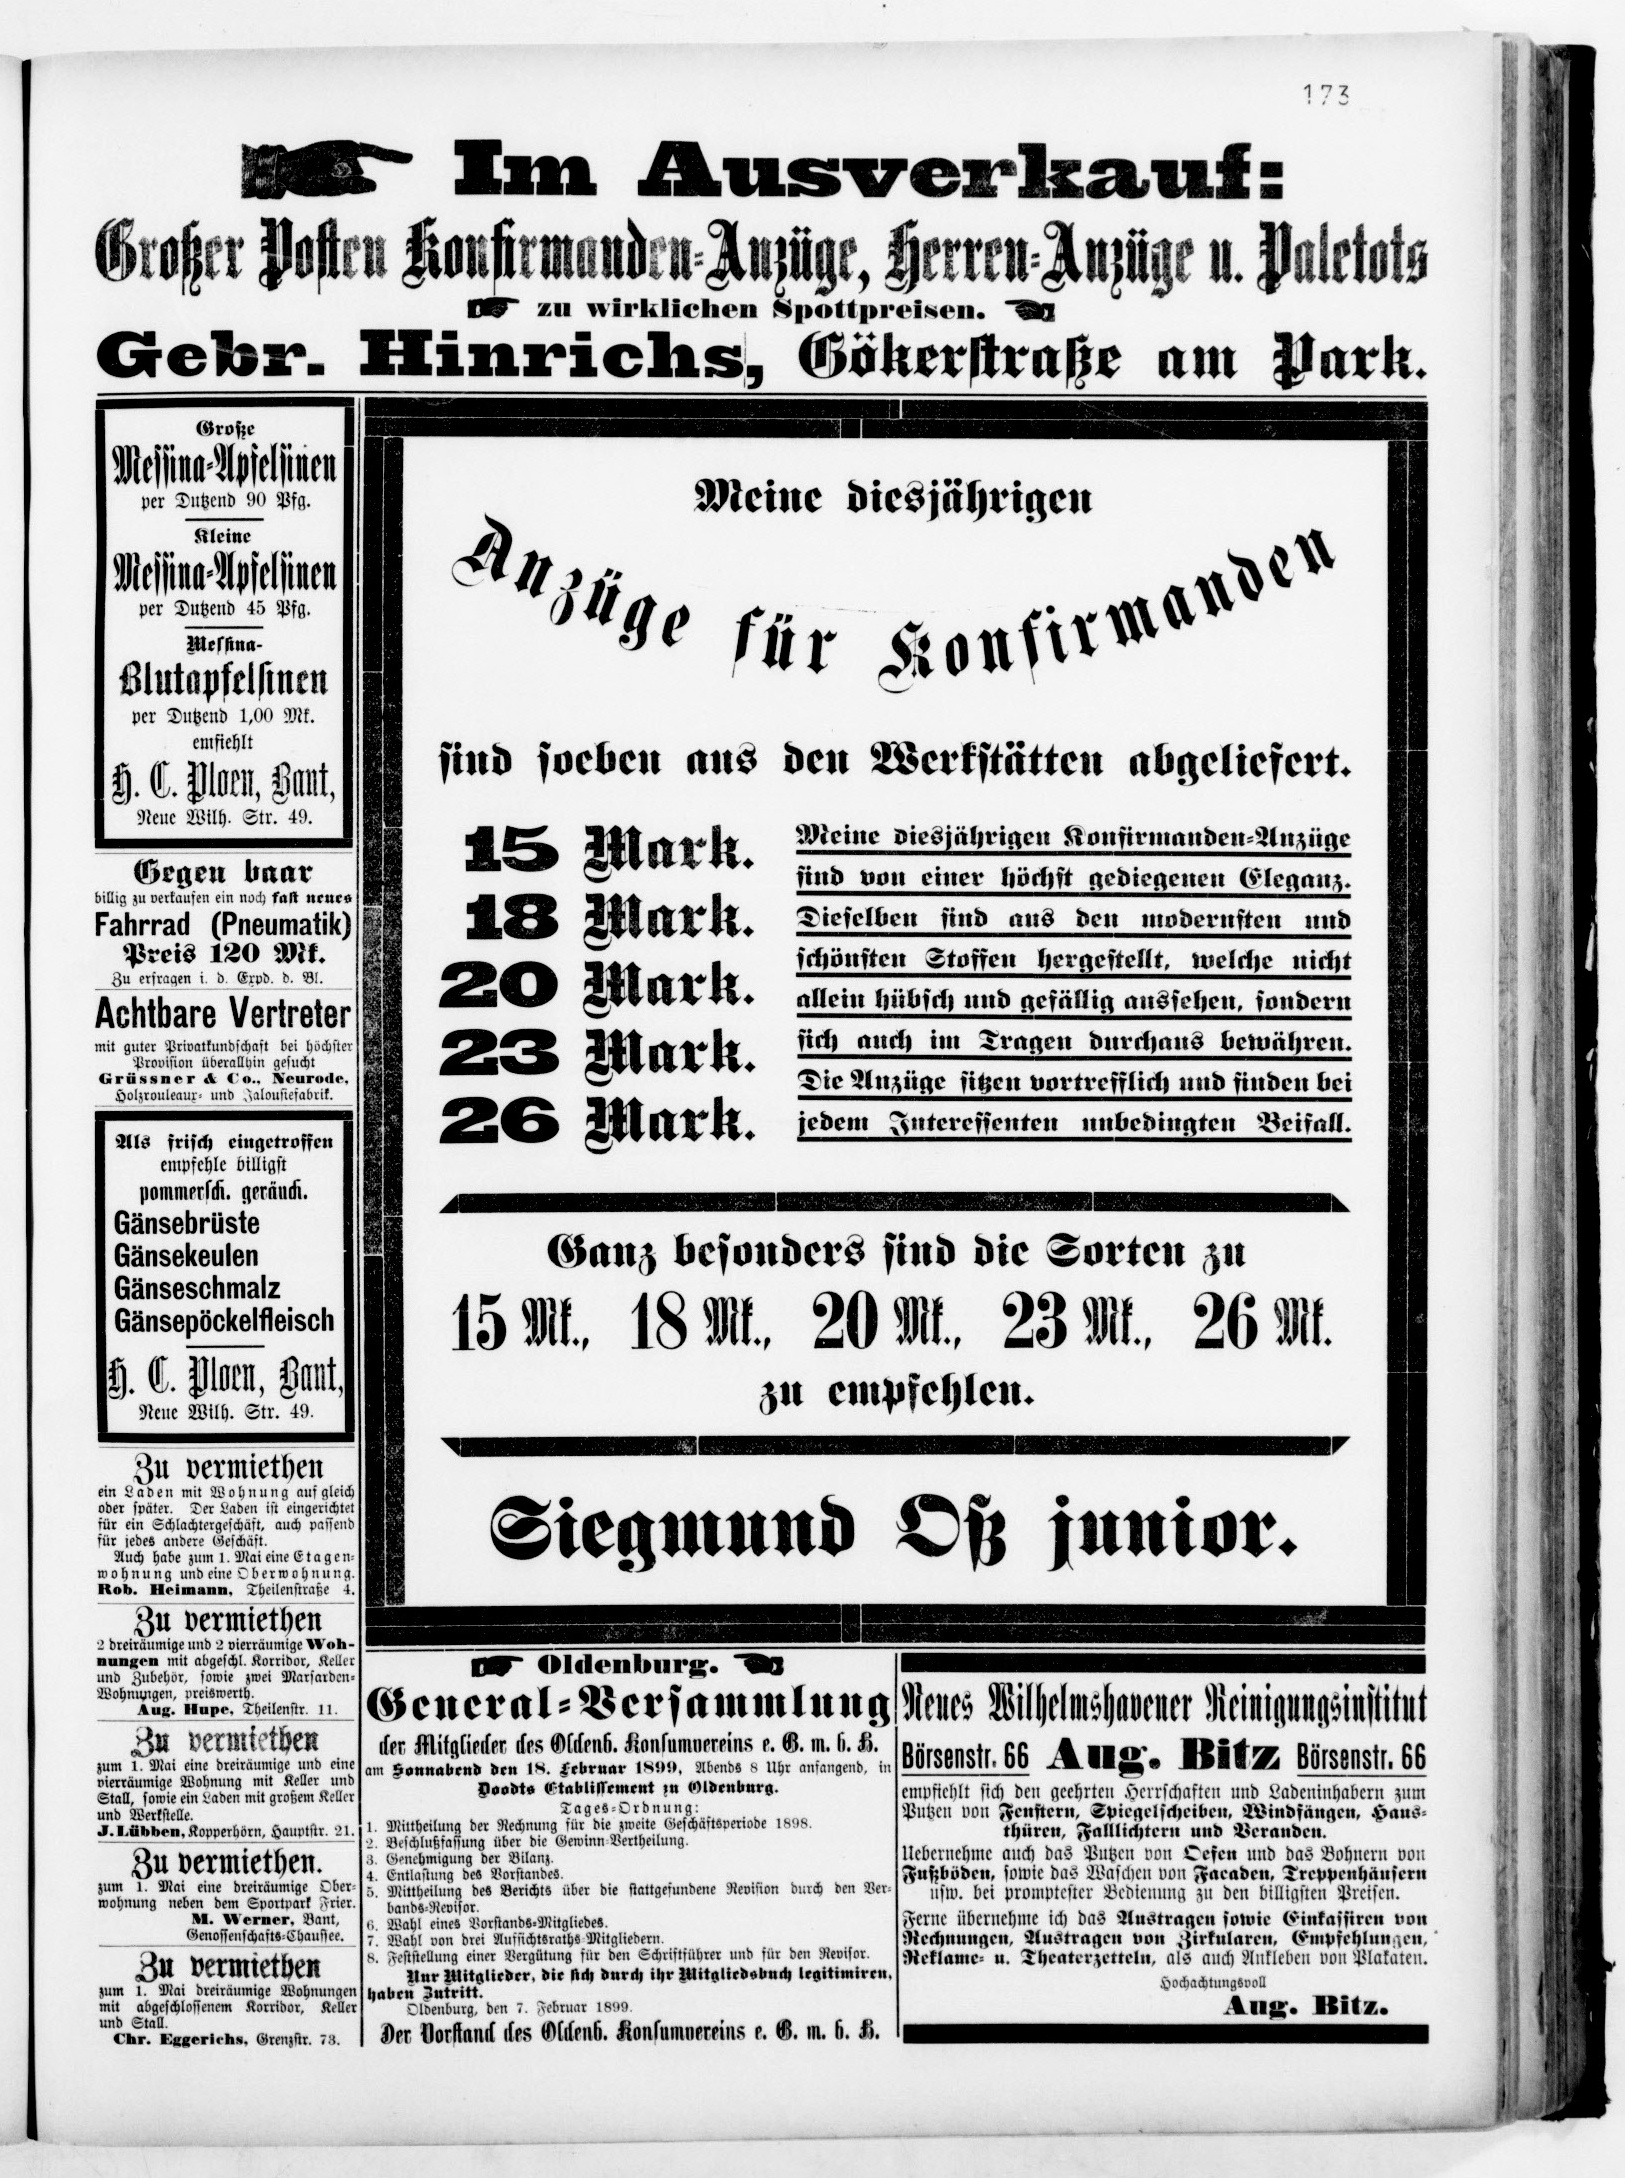 173
Im Ausverkauf:
Großer Posten Konfirmanden-Anzüge, Herren-Anzüge u. Paletots
zu wirklichen Spottpreisen.
Gebr. Hinrichs, Gökerstraße am Park.
Große
Messina-Apfelsinen
per Dutzend 90 Pfg.
Kleine
Messina-Apfelsinen
per Dutzend 45 Pfg.
Messina-
Blutapfelsinen
per Dutzend 1,00 Mk.
emfiehlt
H. C. Ploen, Bant,
Neue Wilh. Str. 49.
Gegen baar
billig zu verkaufen ein noch fast neues
Fahrrad (Pneumatik)
Preis 120 Mk.
Zu erfragen i. d. Expd. d. Bl.
Achtbare Vertreter
mit guter Privatkundschaft bei höchster
Provision überallhin gesucht
Grüssner & Co., Neurode,
Holzrouleaux- und Jalousiefabrik.
Als frisch eingetroffen
empfehle billigst
pommersch. geräuch.
Gänsebrüste
Gänsekeulen
Gänseschmalz
Gänsepöckelfleisch
H. C. Ploen, Bant,
Neue Wilh. Str. 49.
Zu vermiethen
ein Laden mit Wohnung auf gleich
oder später. Der Laden ist eingerichtet
für ein Schlachtergeschäft, auch passend
für jedes andere Geschäft.
Auch habe zum 1. Mai eine Etagen-
wohnung und eine Oberwohnung.
Rob. Heimann, Theilenstraße 4.
Zu vermiethen
2 dreiräumige und 2 vierräumige Woh-
nungen mit abgeschl. Korridor, Keller
und Zubehör, sowie zwei Marsarden-
Wohnungen, preiswerth.
Aug. Hupe, Theilenstr. 11.
Zu vermiethen
zum 1. Mai eine dreiräumige und eine
vierräumige Wohnung mit Keller und
Stall, sowie ein Laden mit großem Keller
und Werkstelle.
J. Lübben, Kopperhörn, Hauptstr. 21.
Zu vermiethen.
zum 1. Mai eine dreiräumige Ober-
wohnung neben dem Sportpark Frier.
M. Werner, Bant,
Genossenschafts-Chaussee.
Zu vermiethen
zum 1. Mai dreiräumige Wohnungen
mit abgeschlossenem Korridor, Keller
und Stall.
Chr. Eggerichs, Grenzstr. 73.
Meine diesjährigen
Anzüge für Konfirmanden
sind soeben aus den Werkstätten abgeliefert.
15 Mark.
18 Mark.
20 Mark.
23 Mark.
26 Mark.
Meine diesjährigen Konfirmanden-Anzüge
sind von einer höchst gediegenen Eleganz.
Dieselben sind aus den modernsten und
schönsten Stoffen hergestellt, welche nicht
allein hübsch und gefällig aussehen, sondern
sich auch im Tragen durchaus bewähren.
Die Anzüge sitzen vortrefflich und finden bei
jedem Interessenten unbedingten Beifall.
Ganz besonders sind die Sorten zu
15 Mk., 18 Mk., 20 Mk., 23 Mk., 26 Mk.
zu empfehlen.
Siegmund Oß junior.
Oldenburg.
General-Versammlung
der Mitglieder des Oldenb. Konsumvereins e. G. m. b. H.
am Sonnabend den 18. Februar 1899, Abends 8 Uhr anfangend, in
Doodts Etablissement zu Oldenburg.
Tages-Ordnung:
1. Mittheilung der Rechnung für die zweite Geschäftsperiode 1898.
2. Beschlußfassung über die Gewinn-Vertheilung.
3. Genehmigung der Bilanz.
4. Entlastung des Vorstandes.
5. Mittheilung des Berichts über die stattgefundene Revision durch den Ver-
bands-Revisor.
6. Wahl eines Vorstands-Mitgliedes.
7. Wahl von drei Aufsichtsraths-Mitgliedern.
8. Feststellung einer Vergütung für den Schriftführer und für den Revisor.
Nur Mitglieder, die sich durch ihr Mitgliedsbuch legitimiren,
haben Zutritt.
Oldenburg, den 7. Februar 1899.
Der Vorstand des Oldenb. Konsumvereins e. G. m. b. H.
Neues Wilhelmshavener Reinigungsinstitut
Börsenstr. 66 Aug. Bitz Börsenstr. 66
empfiehlt sich den geehrten Herrschaften und Ladeninhabern zum
Putzen von Fenstern, Spiegelscheiben, Windfängen, Haus-
thüren, Falllichtern und Veranden.
Uebernehme auch das Putzen von Oefen und das Bohnern von
Fußböden, sowie das Waschen von Facaden, Treppenhäusern
usw. bei promptester Bedienung zu den billigsten Preisen.
Ferne übernehme ich das Austragen sowie Einkassiren von
Rechnungen, Austragen von Zirkularen, Empfehlungen,
Reklame- u. Theaterzetteln, als auch Ankleben von Plakaten.
Hochachtungsvoll
Aug. Bitz.